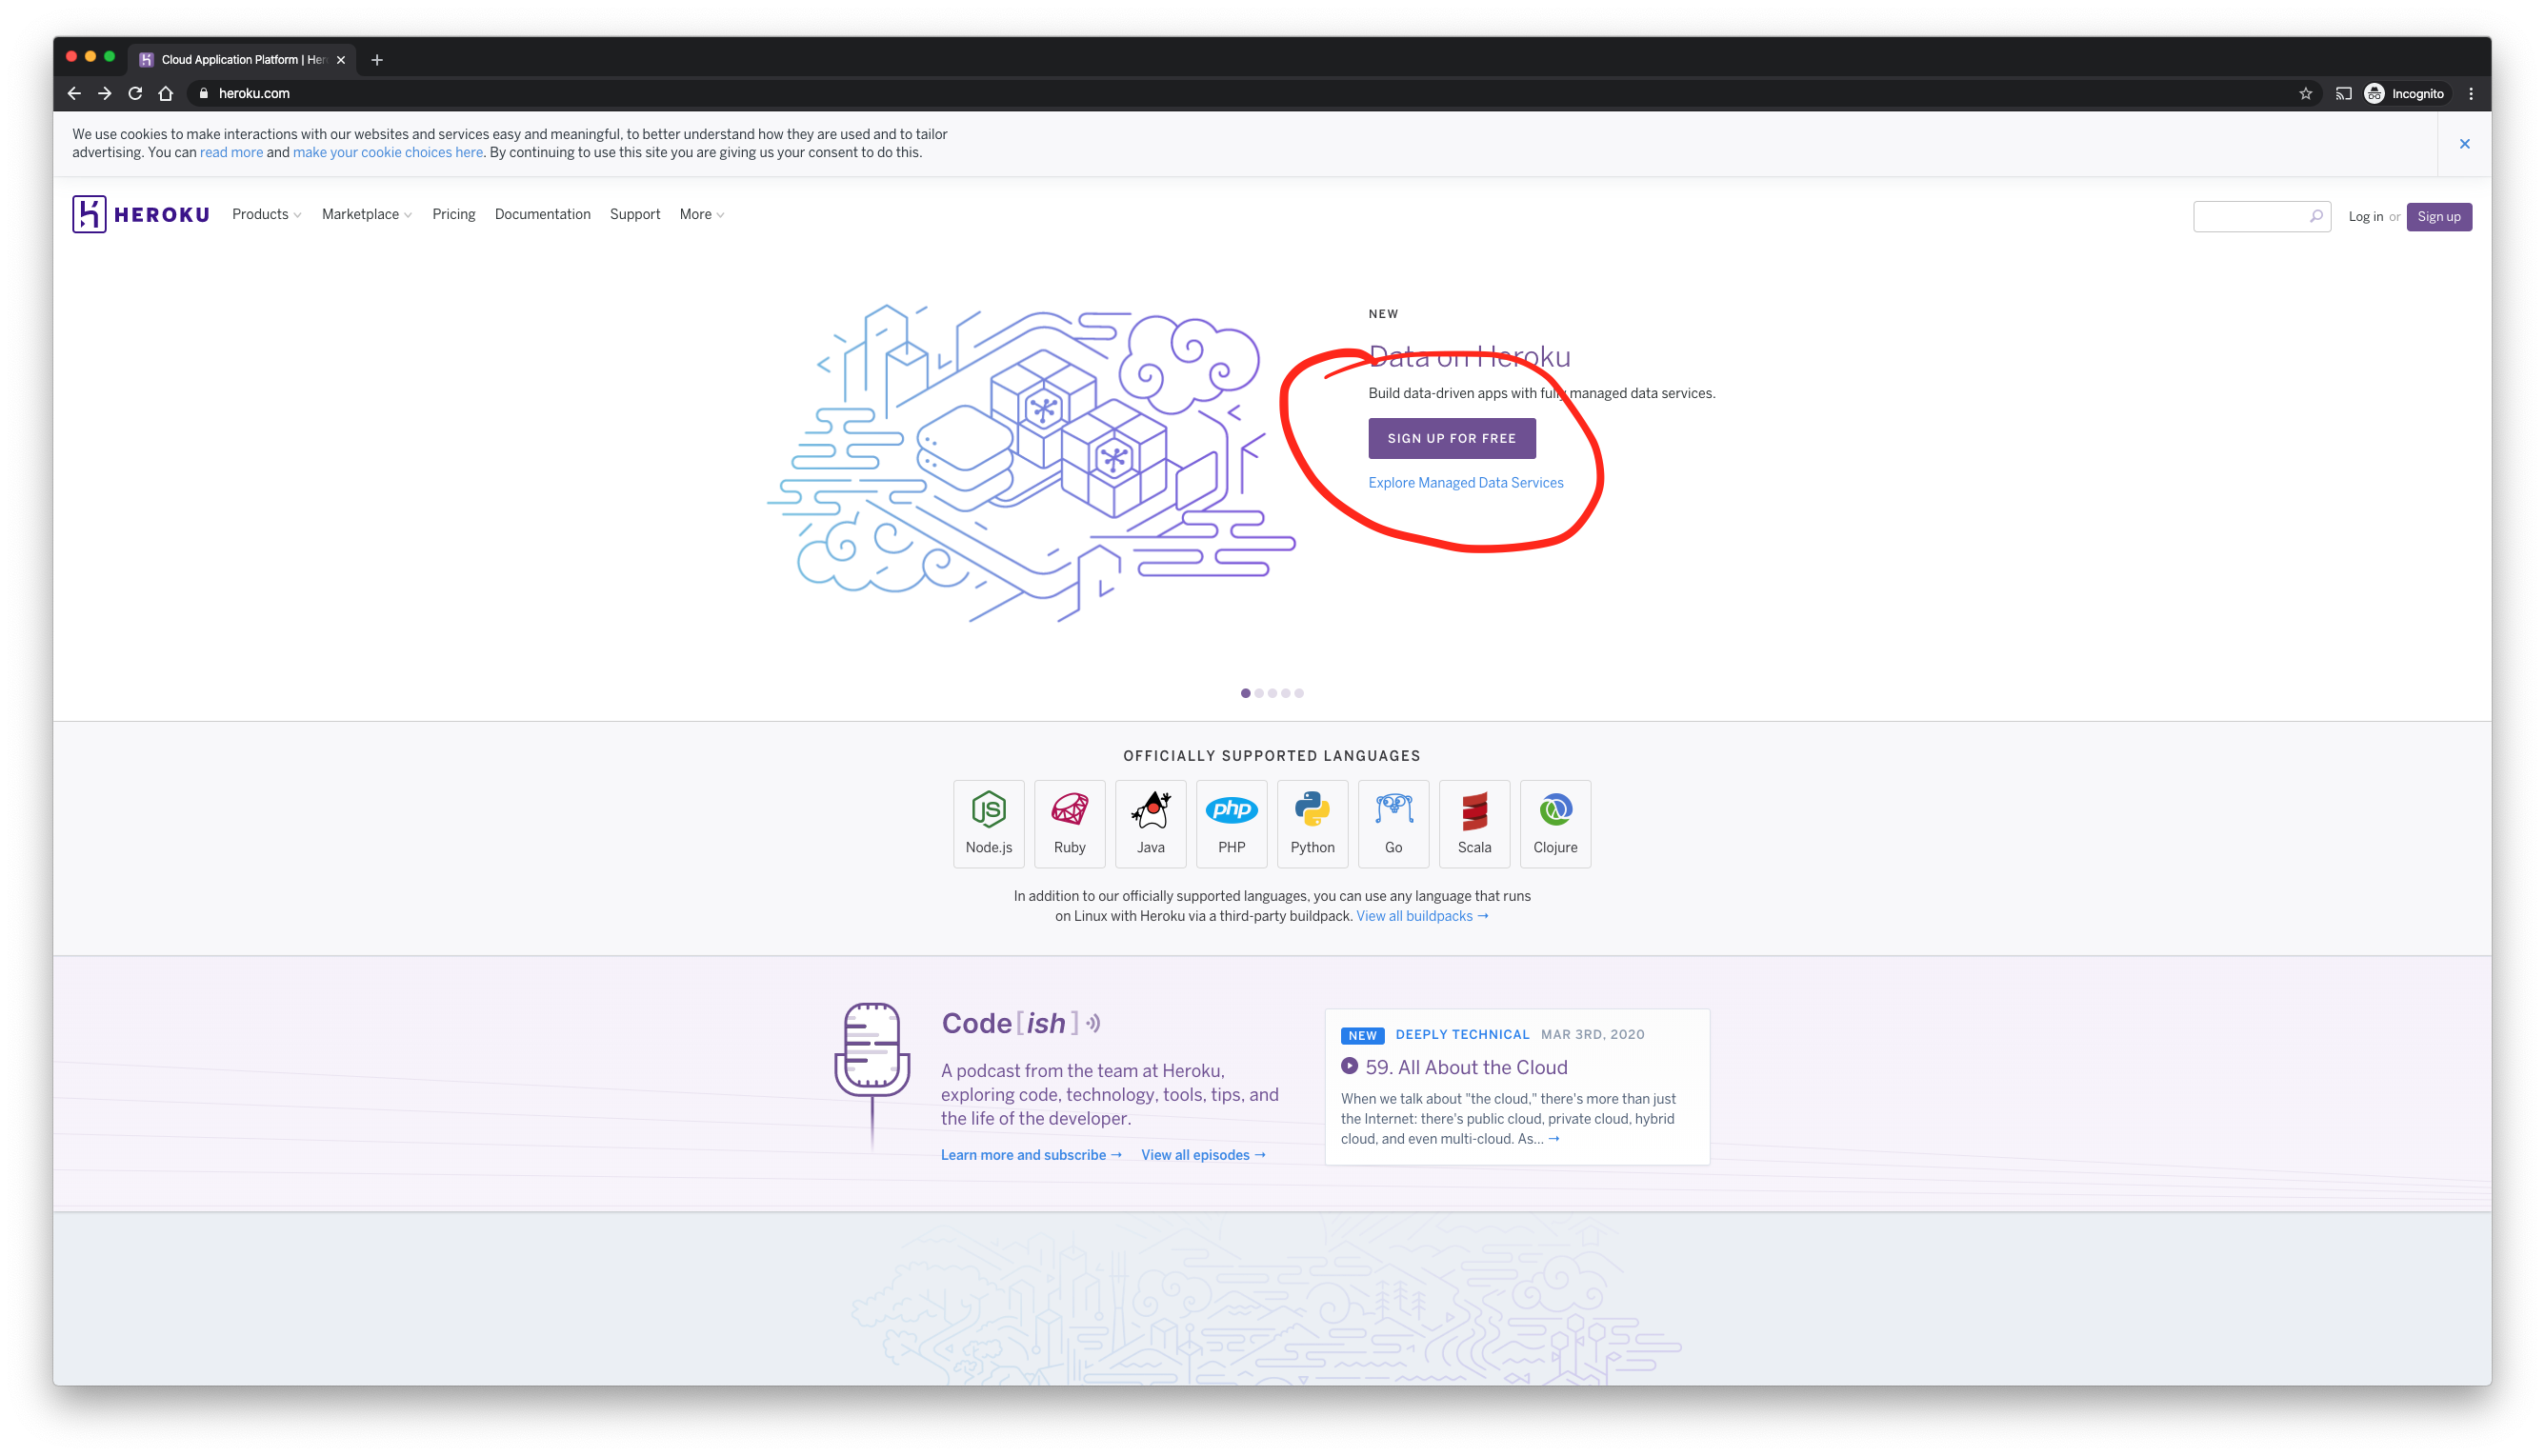 Cloud Application Platform | Her
heroku.com
Incognito
We use cookies to make interactions with our websites and services easy and meaningful, to better understand how they are used and to tailor
advertising. You can read more and make your cookie choices here. By continuing to use this site you are giving us your consent to do this.
HEROKU Products Marketplace Pricing Documentation Support More Log in or Sign up
NEW
Data on Heroku
Build data-driven apps with fully managed data services.
SIGN UP FOR FREE
Explore Managed Data Services
OFFICIALLY SUPPORTED LANGUAGES
JS php
Node.js Ruby Java PHP Python Go Scala Clojure
In addition to our officially supported languages, you can use any language that runs
on Linux with Heroku via a third-party buildpack. View all buildpacks →
Code[ish]
A podcast from the team at Heroku,
exploring code, technology, tools, tips, and
the life of the developer.
Learn more and subscribe → View all episodes →
NEW DEEPLY TECHNICAL MAR 3RD, 2020
59. All About the Cloud
When we talk about "the cloud," there's more than just
the Internet: there's public cloud, private cloud, hybrid
cloud, and even multi-cloud. As... →